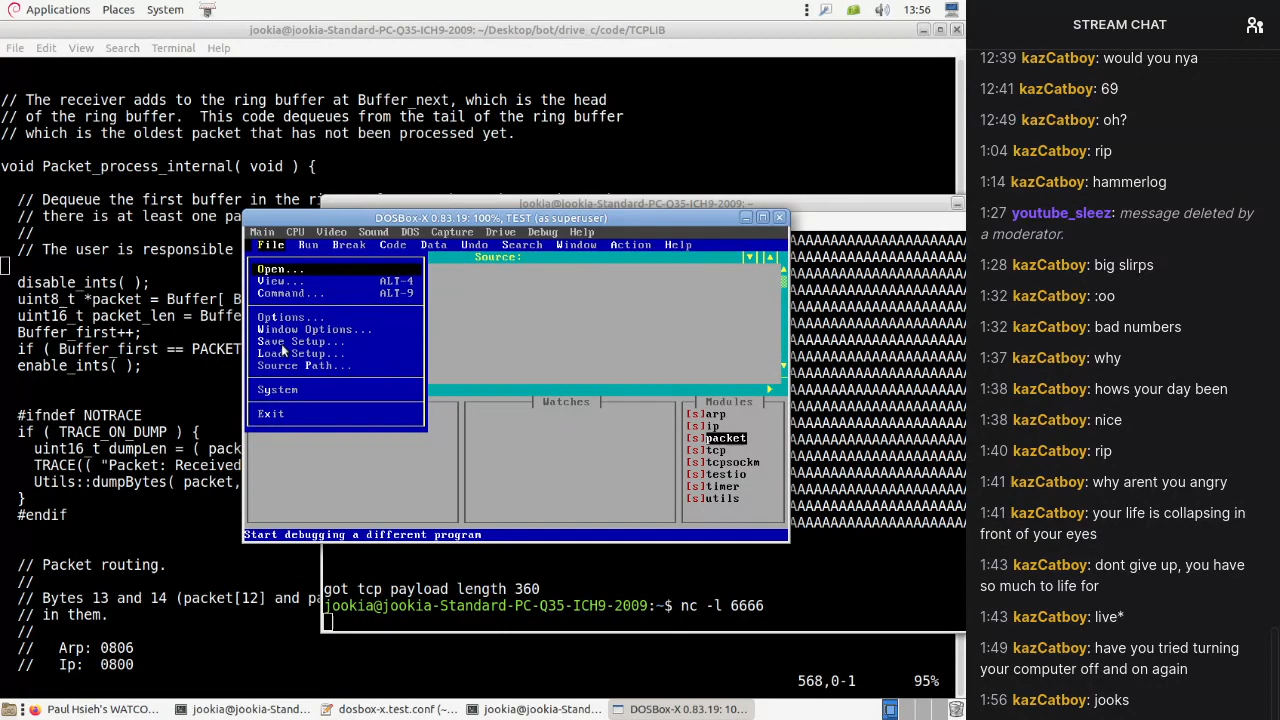 Applications Places System
13:56
jookia@jookia-Standard-PC-Q35-ICH9-2009: ~/Desktop/bot/drive_c/code/TCPLIB
File Edit View Search Terminal Help
// The receiver adds to the ring buffer at Buffer_next, which is the head
// of the ring buffer.  This code dequeues from the tail of the ring buffer
// which is the oldest packet that has not been processed yet.
void Packet_process_internal( void ) {
// Dequeue the first buffer in the ri
// there is at least one pa
//
// The user is responsible
disable_ints( );
uint8_t *packet = Buffer[ B
uint16_t packet_len = Buffe
Buffer_first++;
if ( Buffer_first == PACKET
enable_ints( );
#ifndef NOTRACE
if ( TRACE_ON_DUMP ) {
uint16_t dumpLen = ( pack
TRACE(( "Packet: Received
Utils::dumpBytes( packet,
}
#endif
// Packet routing.
//
// Bytes 13 and 14 (packet[12] and pa
// in them.
//
//   Arp: 0806
//   Ip:  0800
568,0-1 95%
jookia@jookia-Standard-PC-Q35-ICH9-2009: ~
got tcp payload length 360
jookia@jookia-Standard-PC-Q35-ICH9-2009:~$ nc -l 6666
DOSBox-X 0.83.19: 100%, TEST (as superuser)
Main CPU Video Sound DOS Capture Drive Debug Help
File Run Break Code Data Undo Search Window Action Help
Source:
Open...
View... ALT-4
Command... ALT-9
Options...
Window Options...
Save Setup...
Load Setup...
Source Path...
System
Exit
Watches
Modules
[s]arp
[s]ip
[s]packet
[s]tcp
[s]tcpsockm
[s]testio
[s]timer
[s]utils
Start debugging a different program
Paul Hsieh's WATCO...
jookia@jookia-Stand...
dosbox-x.test.conf (~...
jookia@jookia-Stand...
DOSBox-X 0.83.19: 10...
STREAM CHAT
12:39 kazCatboy: would you nya
12:41 kazCatboy: 69
12:49 kazCatboy: oh?
1:04 kazCatboy: rip
1:14 kazCatboy: hammerlog
1:27 youtube_sleez: message deleted by
a moderator.
1:28 kazCatboy: big slirps
1:32 kazCatboy: :oo
1:32 kazCatboy: bad numbers
1:37 kazCatboy: why
1:38 kazCatboy: hows your day been
1:38 kazCatboy: nice
1:40 kazCatboy: rip
1:41 kazCatboy: why arent you angry
1:41 kazCatboy: your life is collapsing in
front of your eyes
1:43 kazCatboy: dont give up, you have
so much to life for
1:43 kazCatboy: live*
1:49 kazCatboy: have you tried turning
your computer off and on again
1:56 kazCatboy: jooks